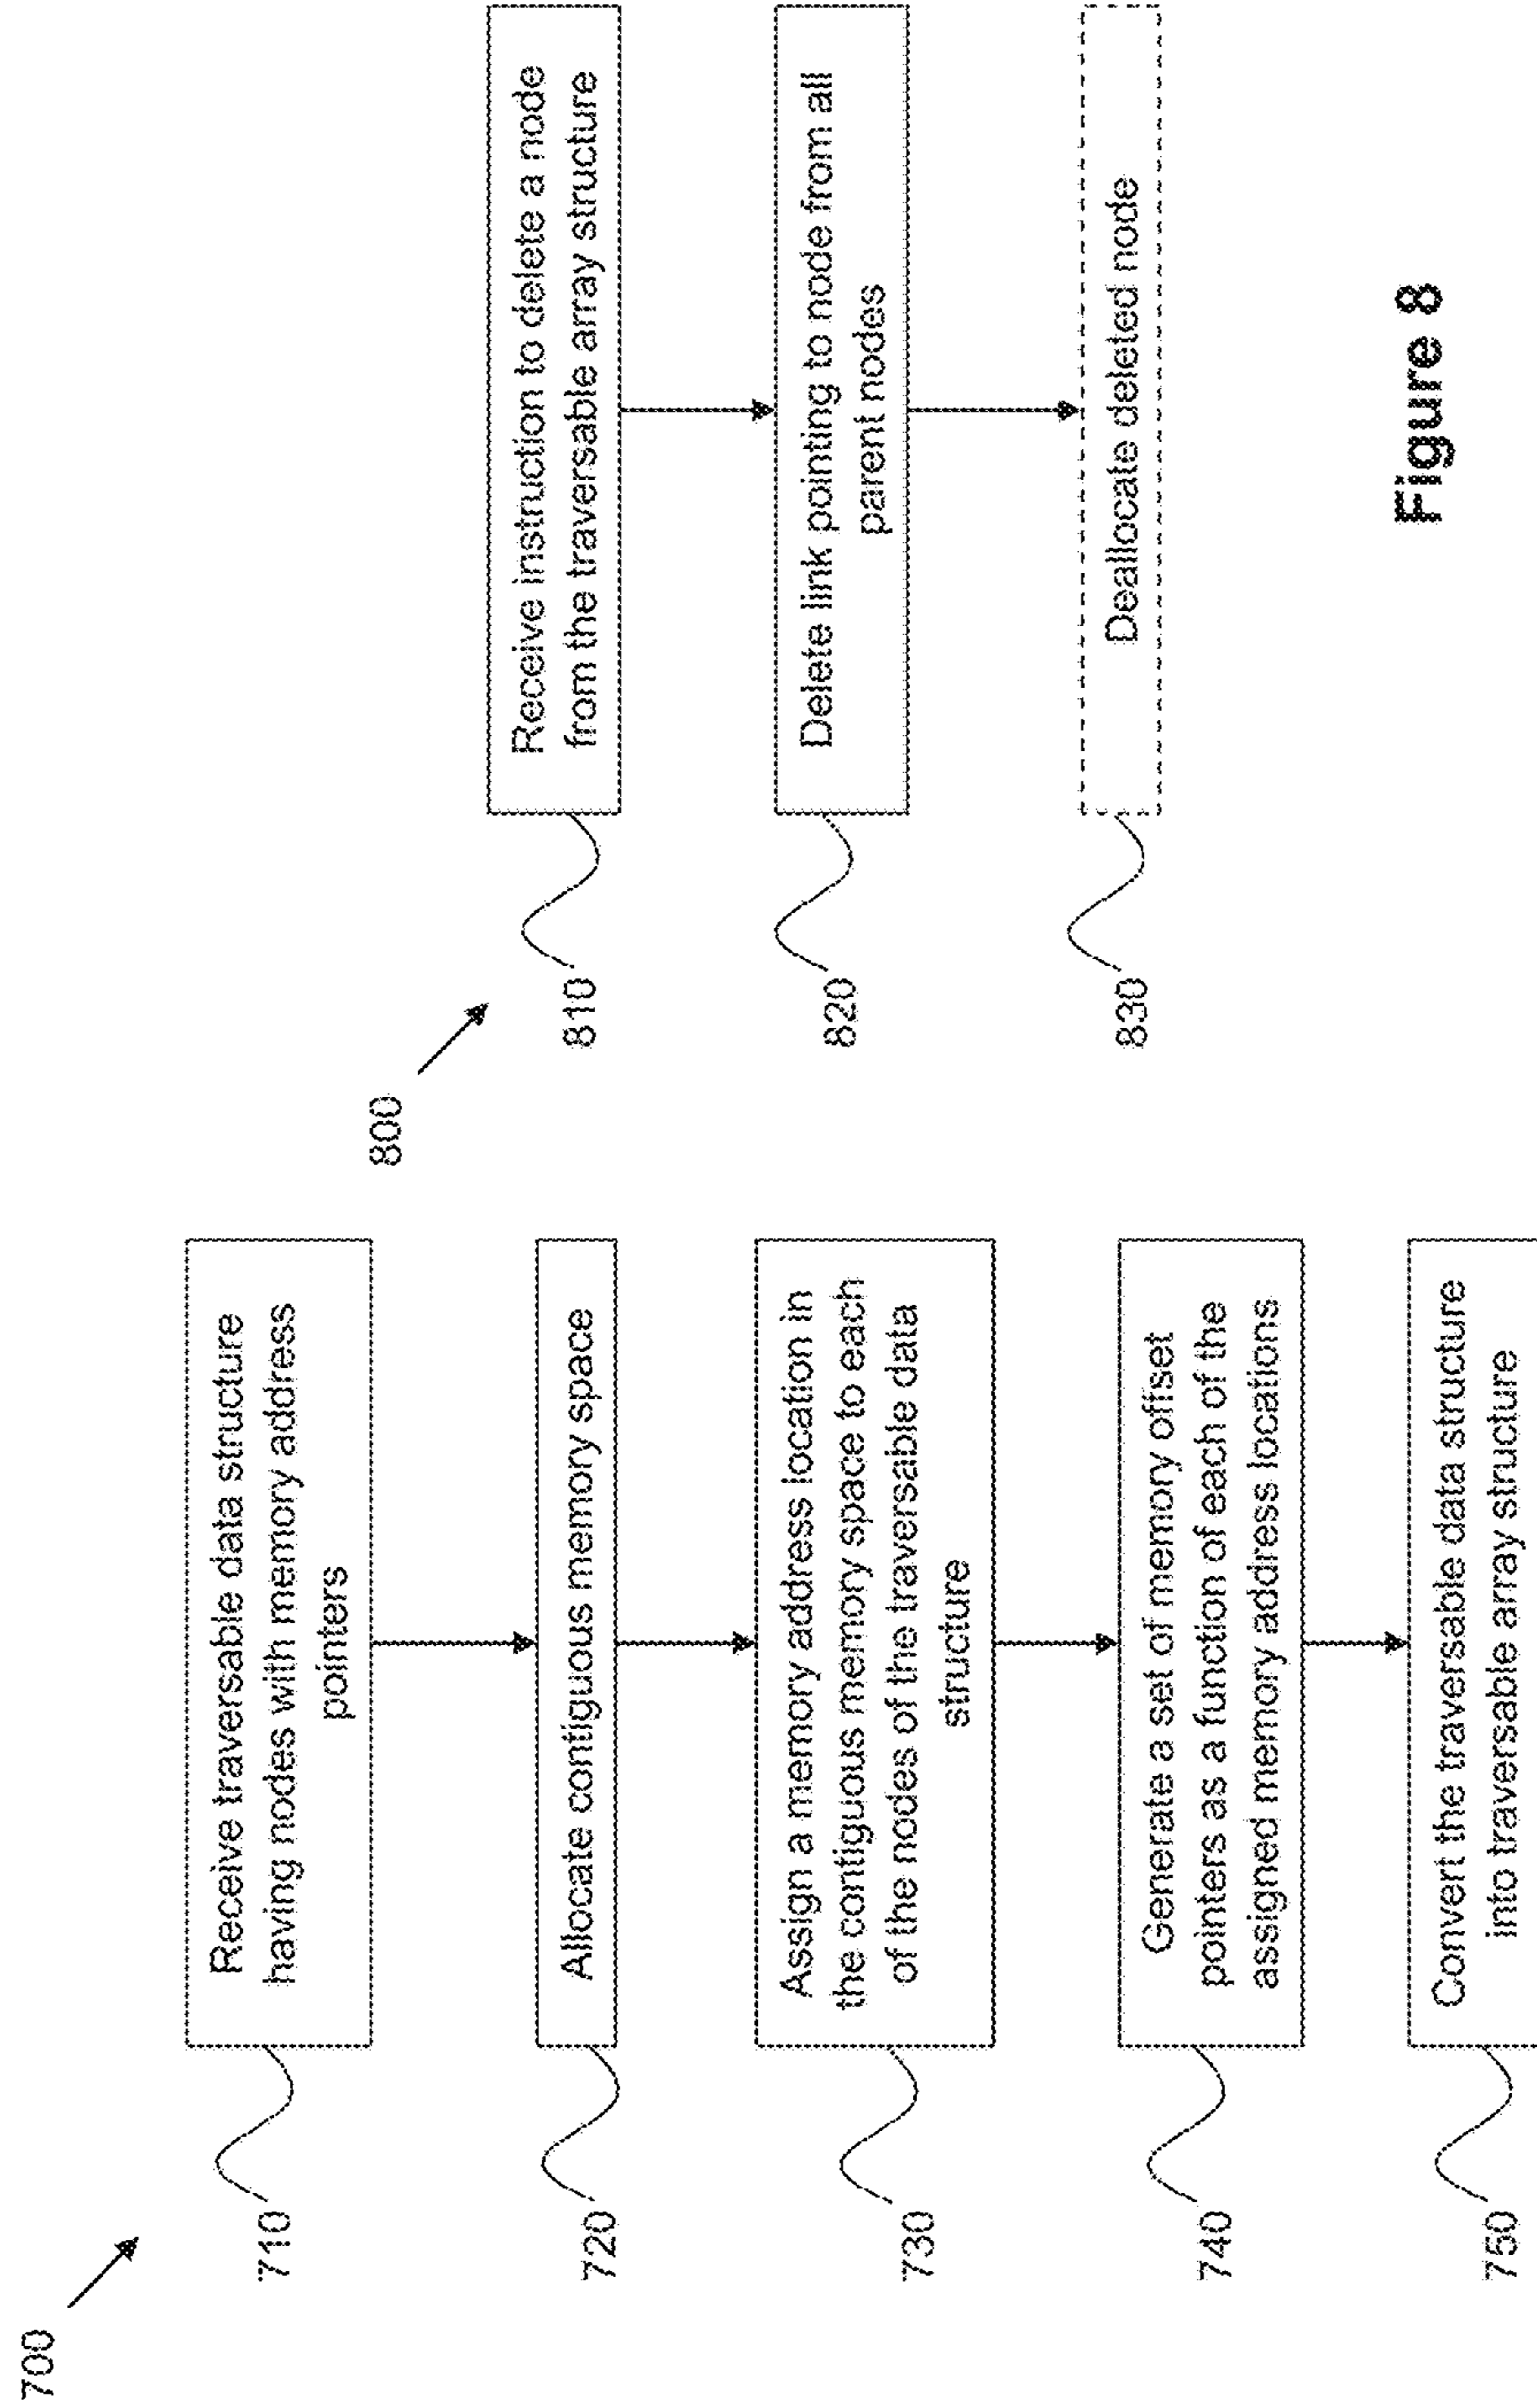 700
710
Receive traversable data structure
having nodes with memory address
pointers
720
Allocate contiguous memory space
730
Assign a memory address location in
the contiguous memory space to each
of the nodes of the traversable data
structure
740
Generate a set of memory offset
pointers as a function of each of the
assigned memory address locations
750
Convert the traversable data structure
into traversable array structure
800
810
Receive instruction to delete a node
from the traversable array structure
820
Delete link pointing to node from all
parent nodes
830
Deallocate deleted node
Figure 8